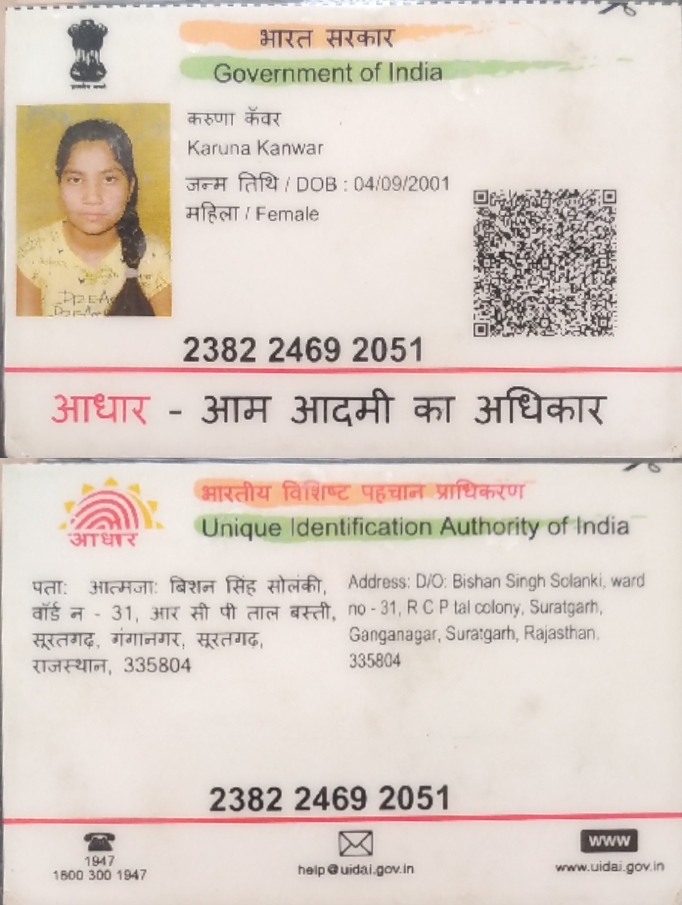 भारत सरकार
Government of India
करुणा कँवर
Karuna Kanwar
जन्म तिथि / DOB : 04/09/2001
महिला / Female
2382 2469 2051
आधार - आम आदमी का अधिकार
भारतीय विशिष्ट पहचान प्राधिकरण
Unique Identification Authority of India
आधार
पता: आत्मजा: बिशन सिंह सोलंकी,
वॉर्ड न - 31, आर सी पी ताल बस्ती,
सूरतगढ़, गंगानगर, सूरतगढ़,
राजस्थान, 335804
Address: D/O: Bishan Singh Solanki, ward
no - 31, R C P tal colony, Suratgarh,
Ganganagar, Suratgarh, Rajasthan,
335804
2382 2469 2051
1947
1800 300 1947
help@uidai.gov.in
WWW
www.uidai.gov.in